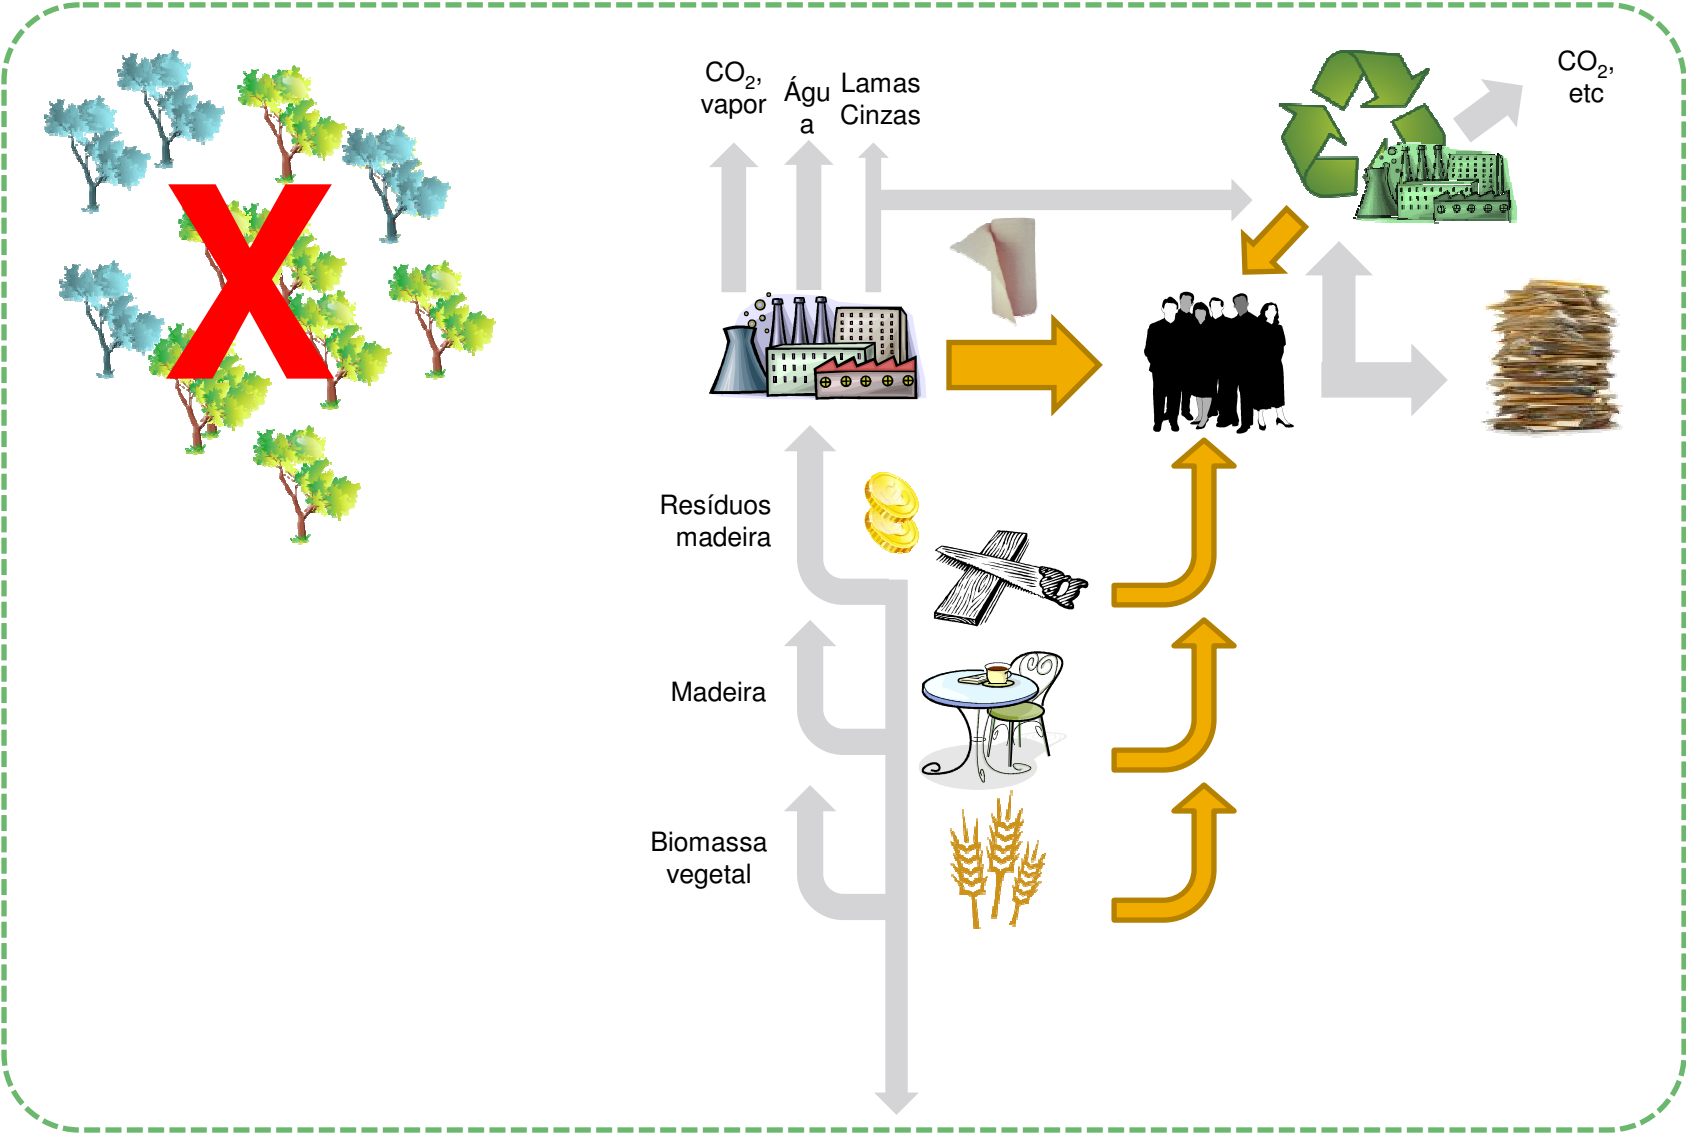 CO2,
vapor
Águ
a
Lamas
Cinzas
CO2,
etc
Resíduos
madeira
Madeira
Biomassa
vegetal